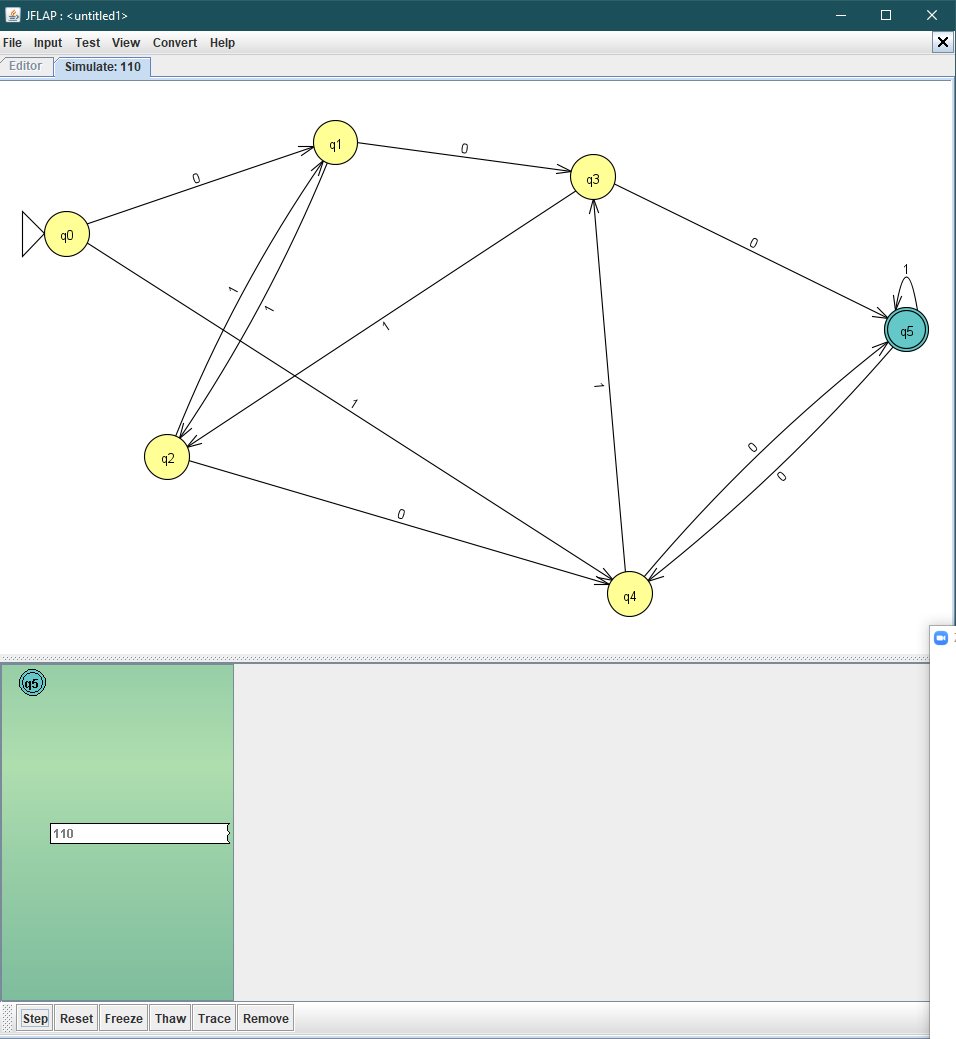 JFLAP : <untitled1>
File Input Test View Convert Help
Editor Simulate: 110
q0
q1
q2
q3
q4
q5
0
0
0
1
1
1
1
1
0
1
0
0
q5
110
Step Reset Freeze Thaw Trace Remove